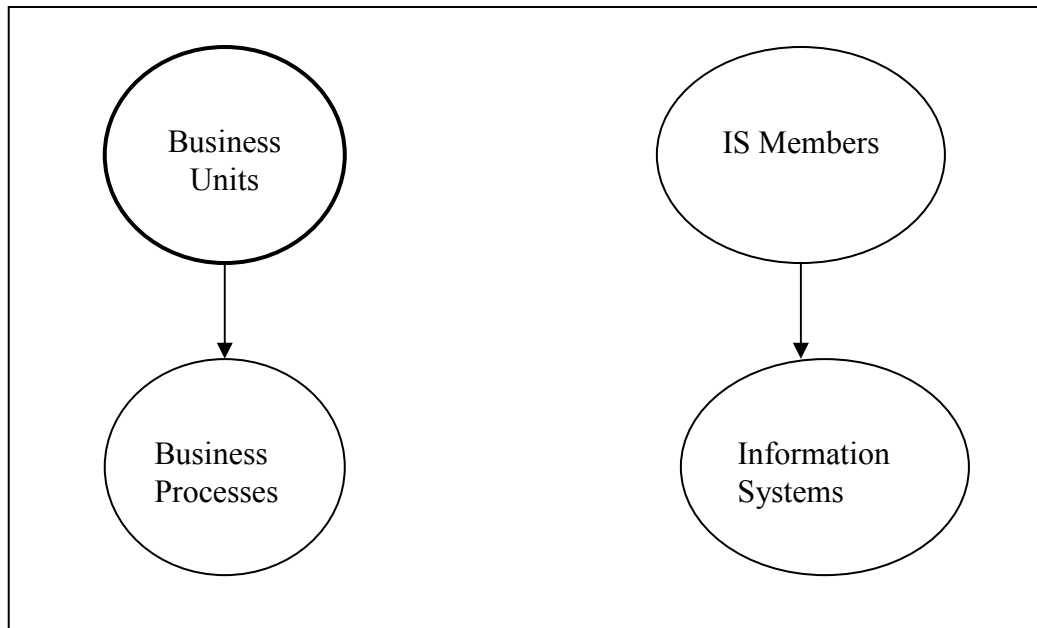 Business
Units
IS Members
Business
Processes
Information
Systems